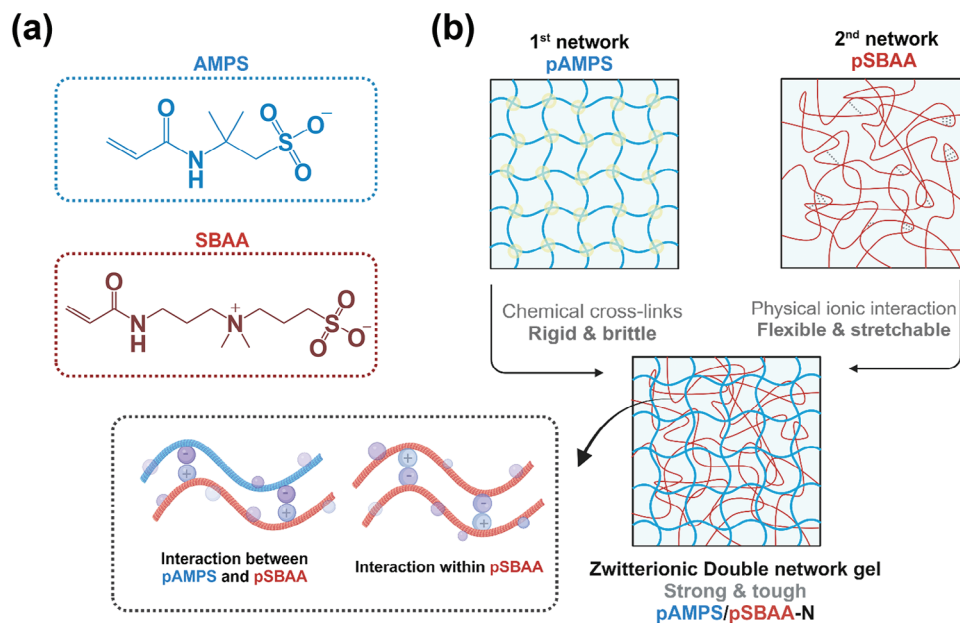 (a)
AMPS
O
N
H
S
O
O
O⁻
SBAA
O
N
H
N
+
O
S
O
O⁻
(b)
1st network
pAMPS
2nd network
pSBAA
Chemical cross-links
Rigid & brittle
Physical ionic interaction
Flexible & stretchable
-
+
-
+
Interaction between
pAMPS and pSBAA
+
-
-
+
Interaction within pSBAA
Zwitterionic Double network gel
Strong & tough
pAMPS/pSBAA-N